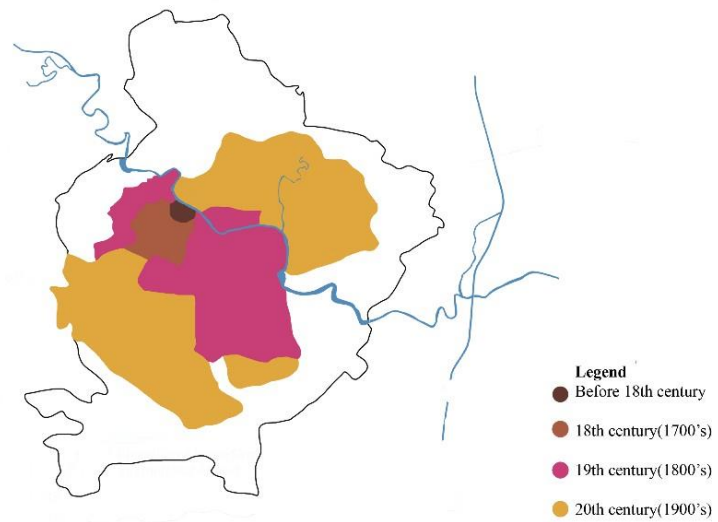 Legend
Before 18th century
18th century(1700's)
19th century(1800's)
20th century(1900's)